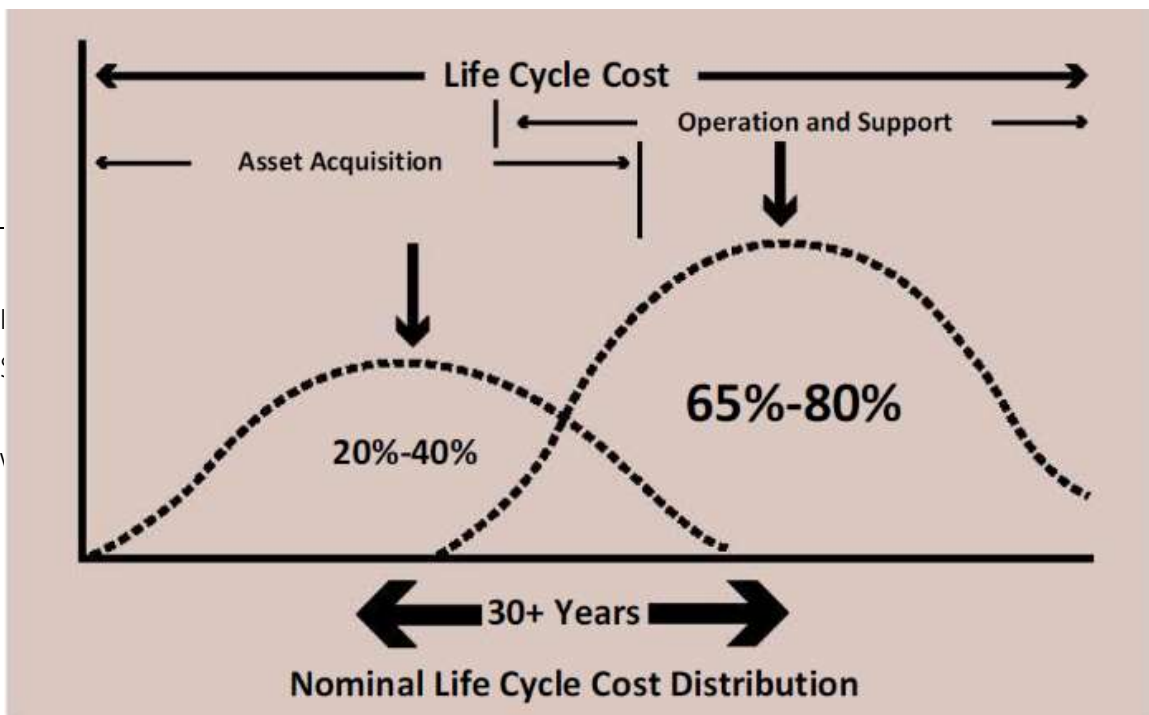 Life Cycle Cost
Operation and Support
Asset Acquisition
65%-80%
20%-40%
30+ Years
Nominal Life Cycle Cost Distribution